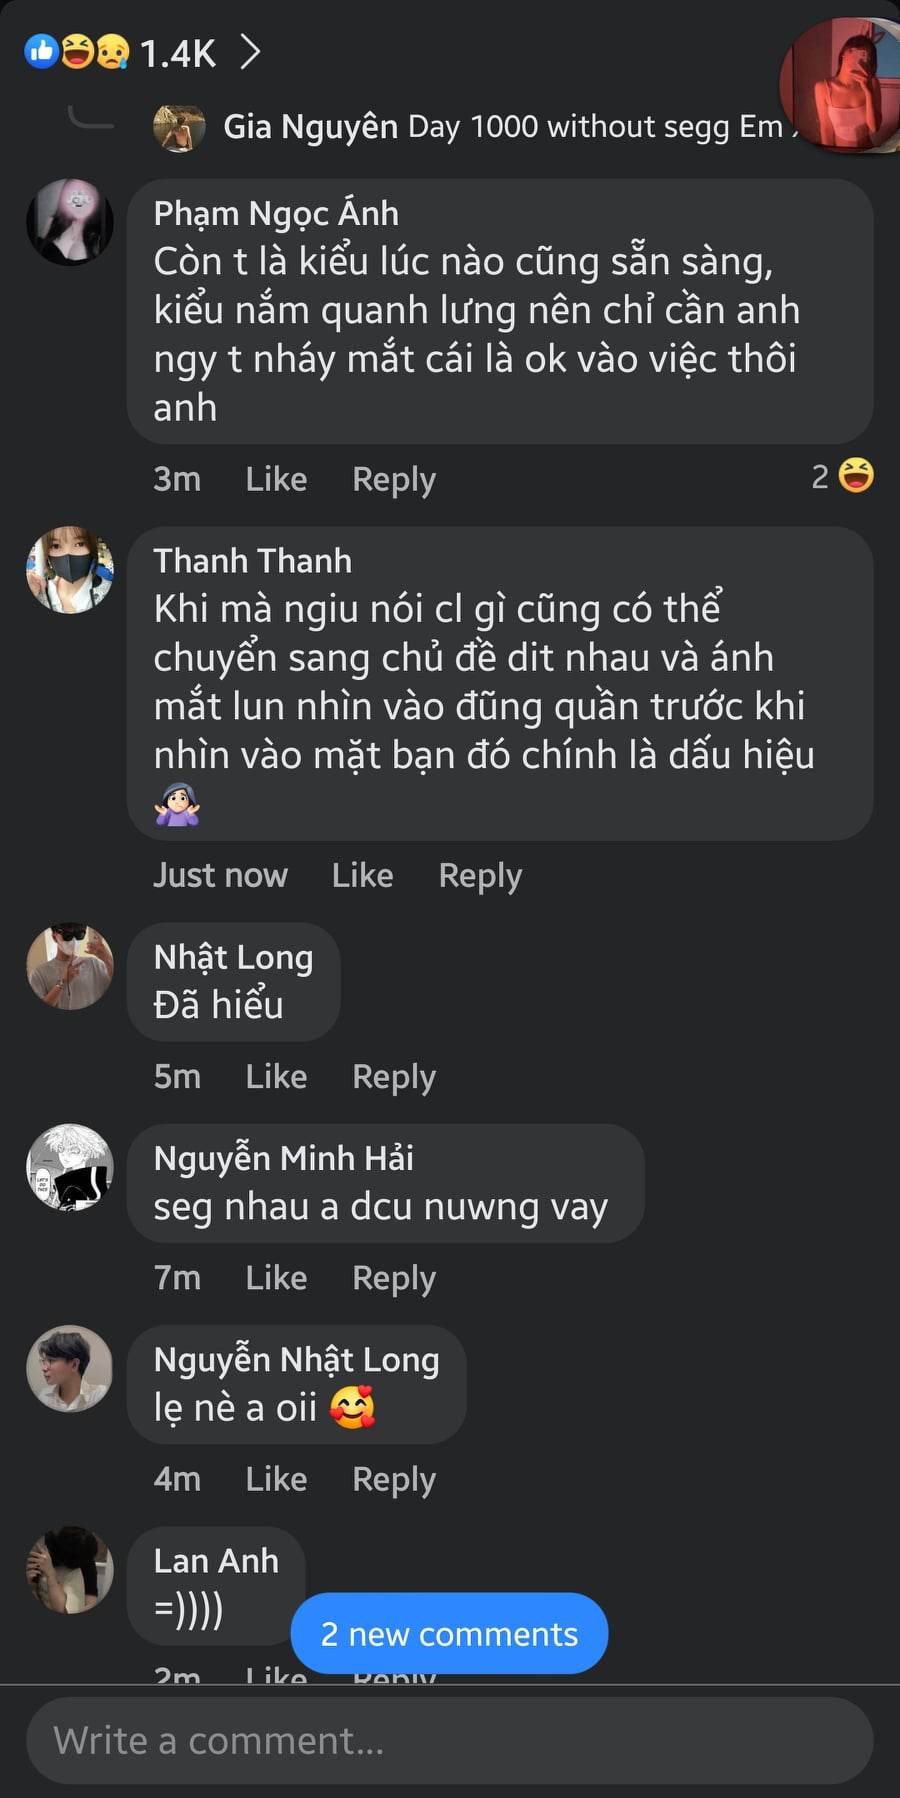 1.4K
Gia Nguyên Day 1000 without segg Em
Phạm Ngọc Ánh
Còn t là kiểu lúc nào cũng sẵn sàng,
kiểu nắm quanh lưng nên chỉ cần anh
ngy t nháy mắt cái là ok vào việc thôi
anh
3m Like Reply 2
Thanh Thanh
Khi mà ngiu nói cl gì cũng có thể
chuyển sang chủ đề dit nhau và ánh
mắt lun nhìn vào đũng quần trước khi
nhìn vào mặt bạn đó chính là dấu hiệu
🤷🏻‍♀️
Just now Like Reply
Nhật Long
Đã hiểu
5m Like Reply
Nguyễn Minh Hải
seg nhau a dcu nuwng vay
7m Like Reply
Nguyễn Nhật Long
lẹ nè a oii 🥰
4m Like Reply
Lan Anh
=))))
2 new comments
2m Like Reply
Write a comment...